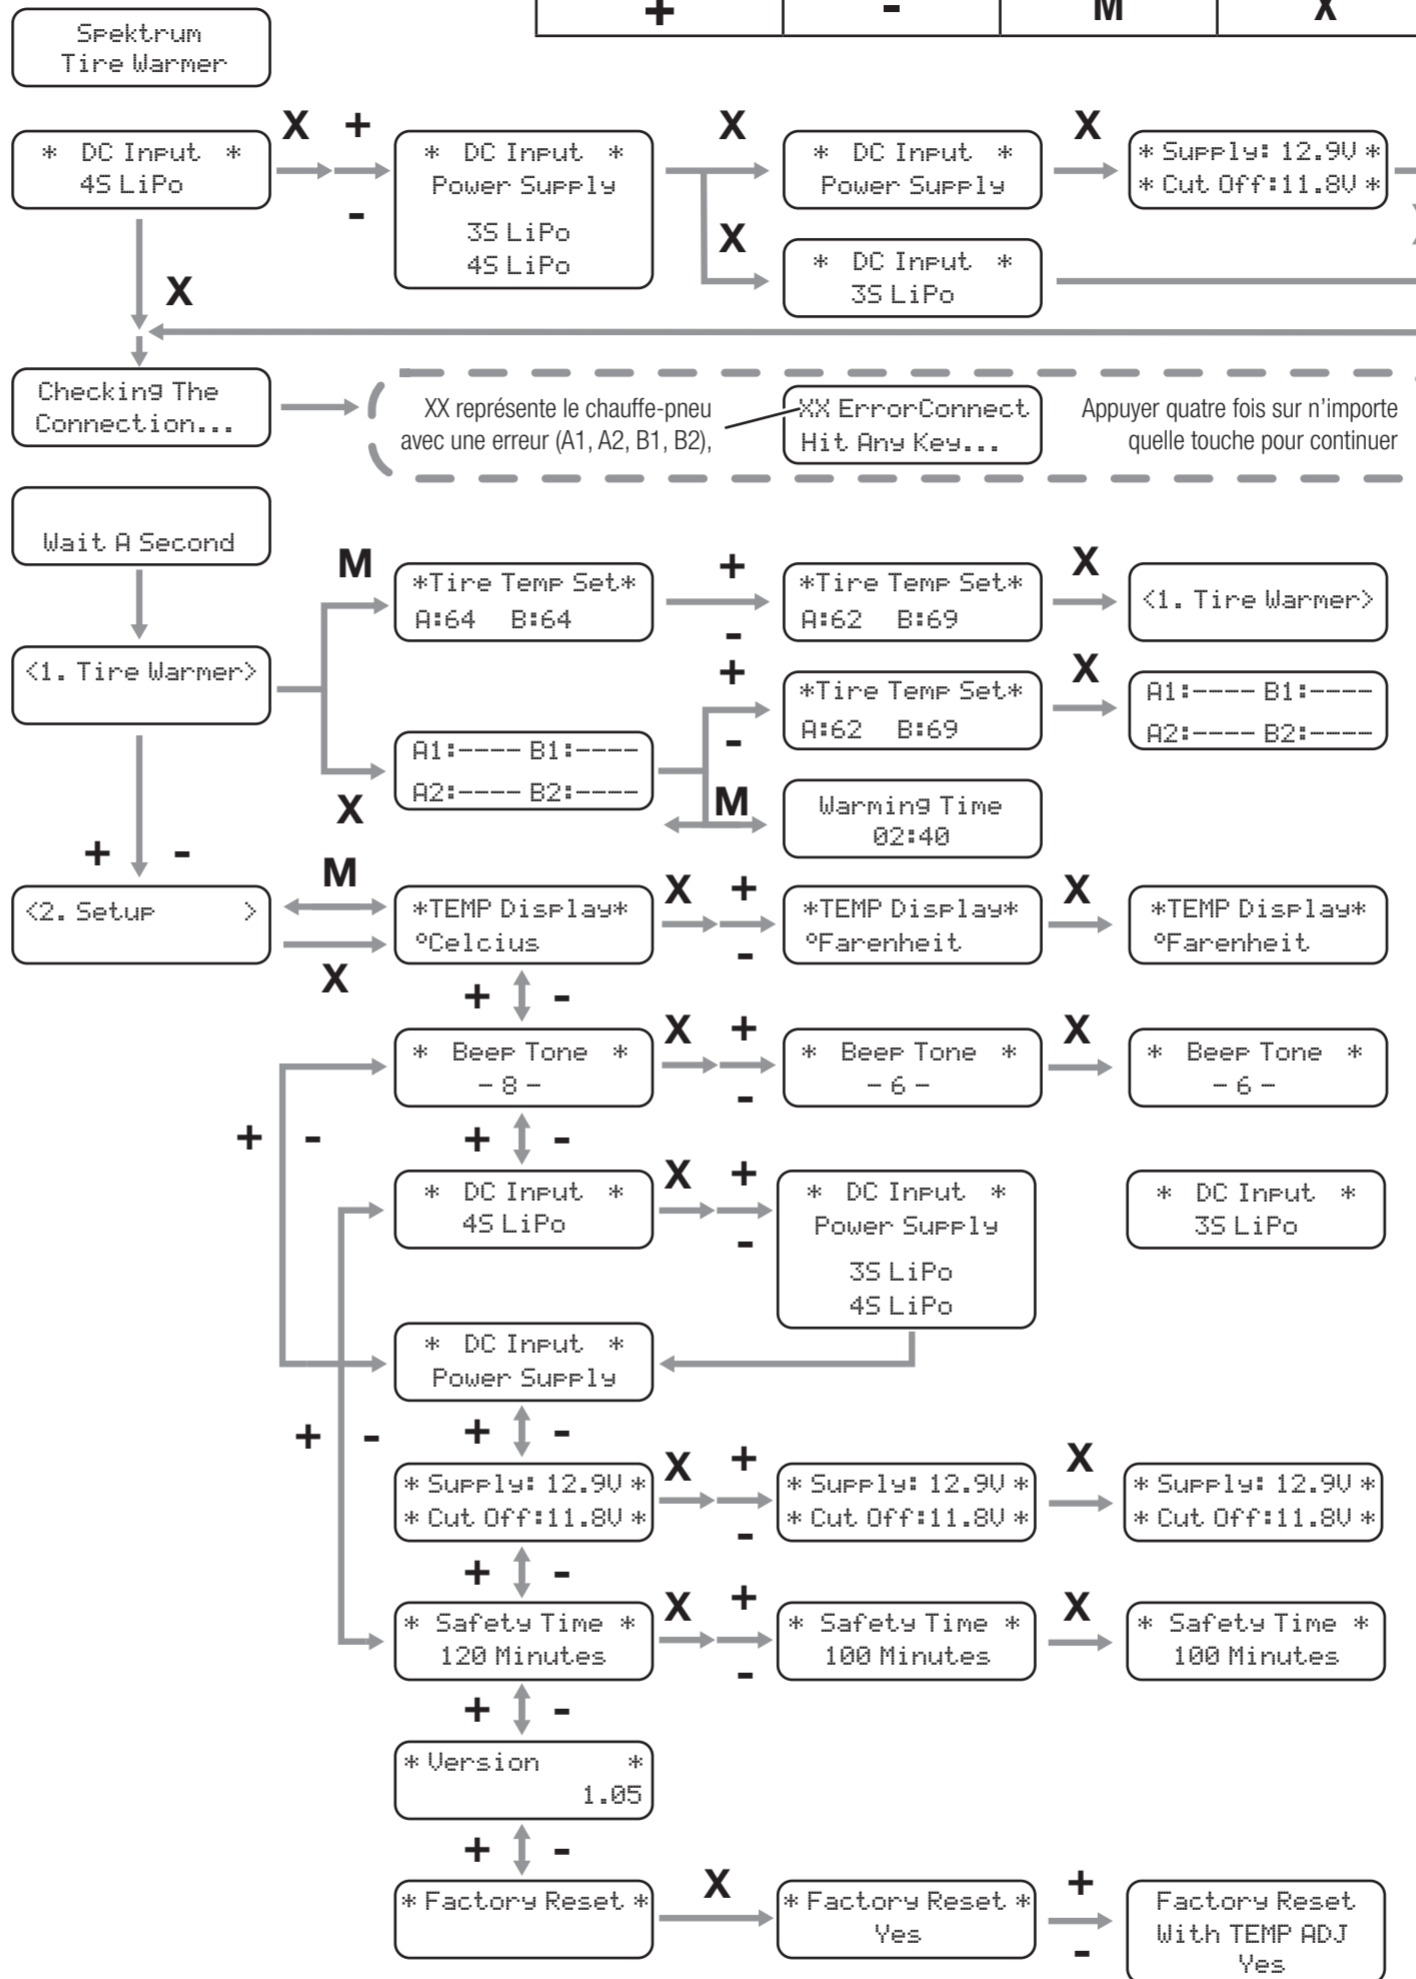 + - M X
Spektrum
Tire Warmer
X +
-
* DC Input *
4S LiPo
* DC Input *
Power Supply
3S LiPo
4S LiPo
X
* DC Input *
Power Supply
X
* Supply: 12.9V *
* Cut Off:11.8V *
X
* DC Input *
3S LiPo
X
Checking The
Connection...
XX représente le chauffe-pneu
avec une erreur (A1, A2, B1, B2),
XX ErrorConnect
Hit Any Key...
Appuyer quatre fois sur n’importe
quelle touche pour continuer
Wait A Second
<1. Tire Warmer>
M
*Tire Temp Set*
A:64 B:64
+
-
*Tire Temp Set*
A:62 B:69
X
<1. Tire Warmer>
X
A1:---- B1:----
A2:---- B2:----
+
-
*Tire Temp Set*
A:62 B:69
X
A1:---- B1:----
A2:---- B2:----
M
Warming Time
02:40
+ -
<2. Setup >
M
X
*TEMP Display*
°Celcius
X +
-
*TEMP Display*
°Farenheit
X
*TEMP Display*
°Farenheit
+ -
* Beep Tone *
- 8 -
X +
-
* Beep Tone *
- 6 -
X
* Beep Tone *
- 6 -
+ -
+ -
* DC Input *
4S LiPo
X +
-
* DC Input *
Power Supply
3S LiPo
4S LiPo
* DC Input *
3S LiPo
* DC Input *
Power Supply
+ -
+ -
* Supply: 12.9V *
* Cut Off:11.8V *
X +
-
* Supply: 12.9V *
* Cut Off:11.8V *
X
* Supply: 12.9V *
* Cut Off:11.8V *
+ -
* Safety Time *
120 Minutes
X +
-
* Safety Time *
100 Minutes
X
* Safety Time *
100 Minutes
+ -
* Version *
1.05
+ -
* Factory Reset *
X
* Factory Reset *
Yes
+
-
Factory Reset
With TEMP ADJ
Yes